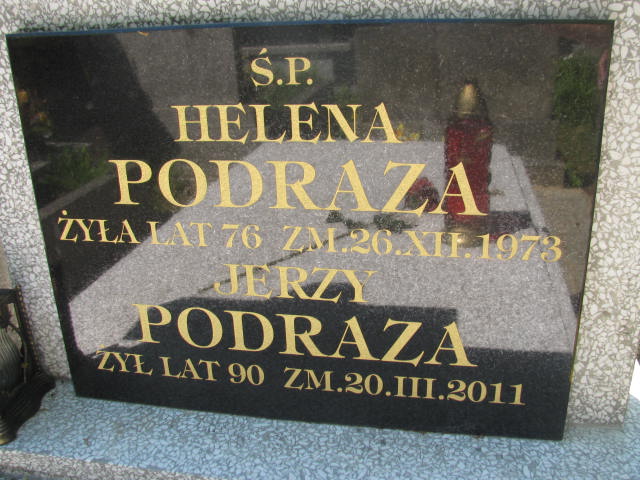 Ś.P.
HELENA
PODRAZA
ŻYŁA LAT 76 ZM.26.XII.1973
JERZY
PODRAZA
ŻYŁ LAT 90 ZM.20.III.2011